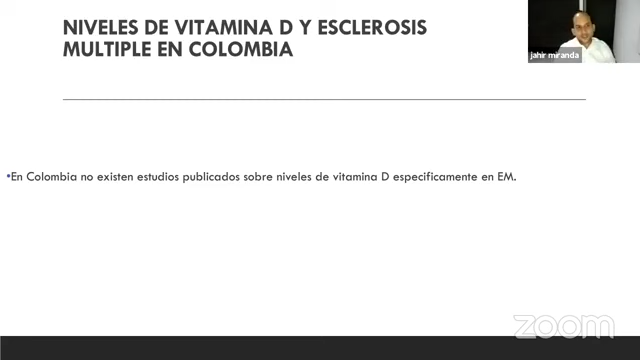 NIVELES DE VITAMINA D Y ESCLEROSIS
MULTIPLE EN COLOMBIA
jahir miranda
•En Colombia no existen estudios publicados sobre niveles de vitamina D especificamente en EM.
zoom